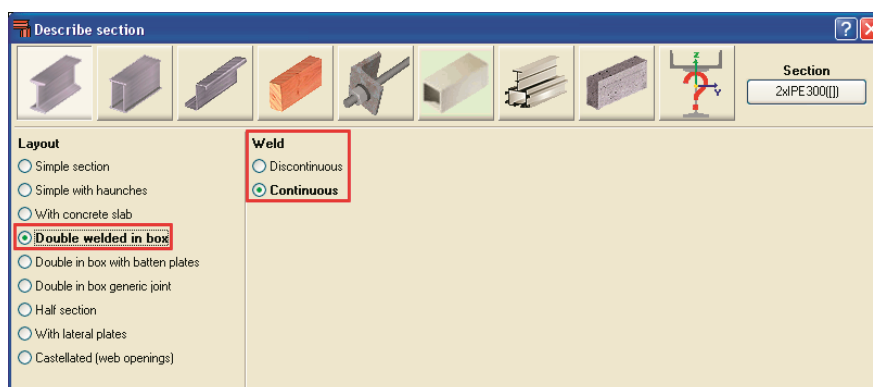 Describe section
?
Section
2xIPE300([])
z
Y
Layout
Simple section
Simple with haunches
With concrete slab
Double welded in box
Double in box with batten plates
Double in box generic joint
Half section
With lateral plates
Castellated (web openings)
Weld
Discontinuous
Continuous